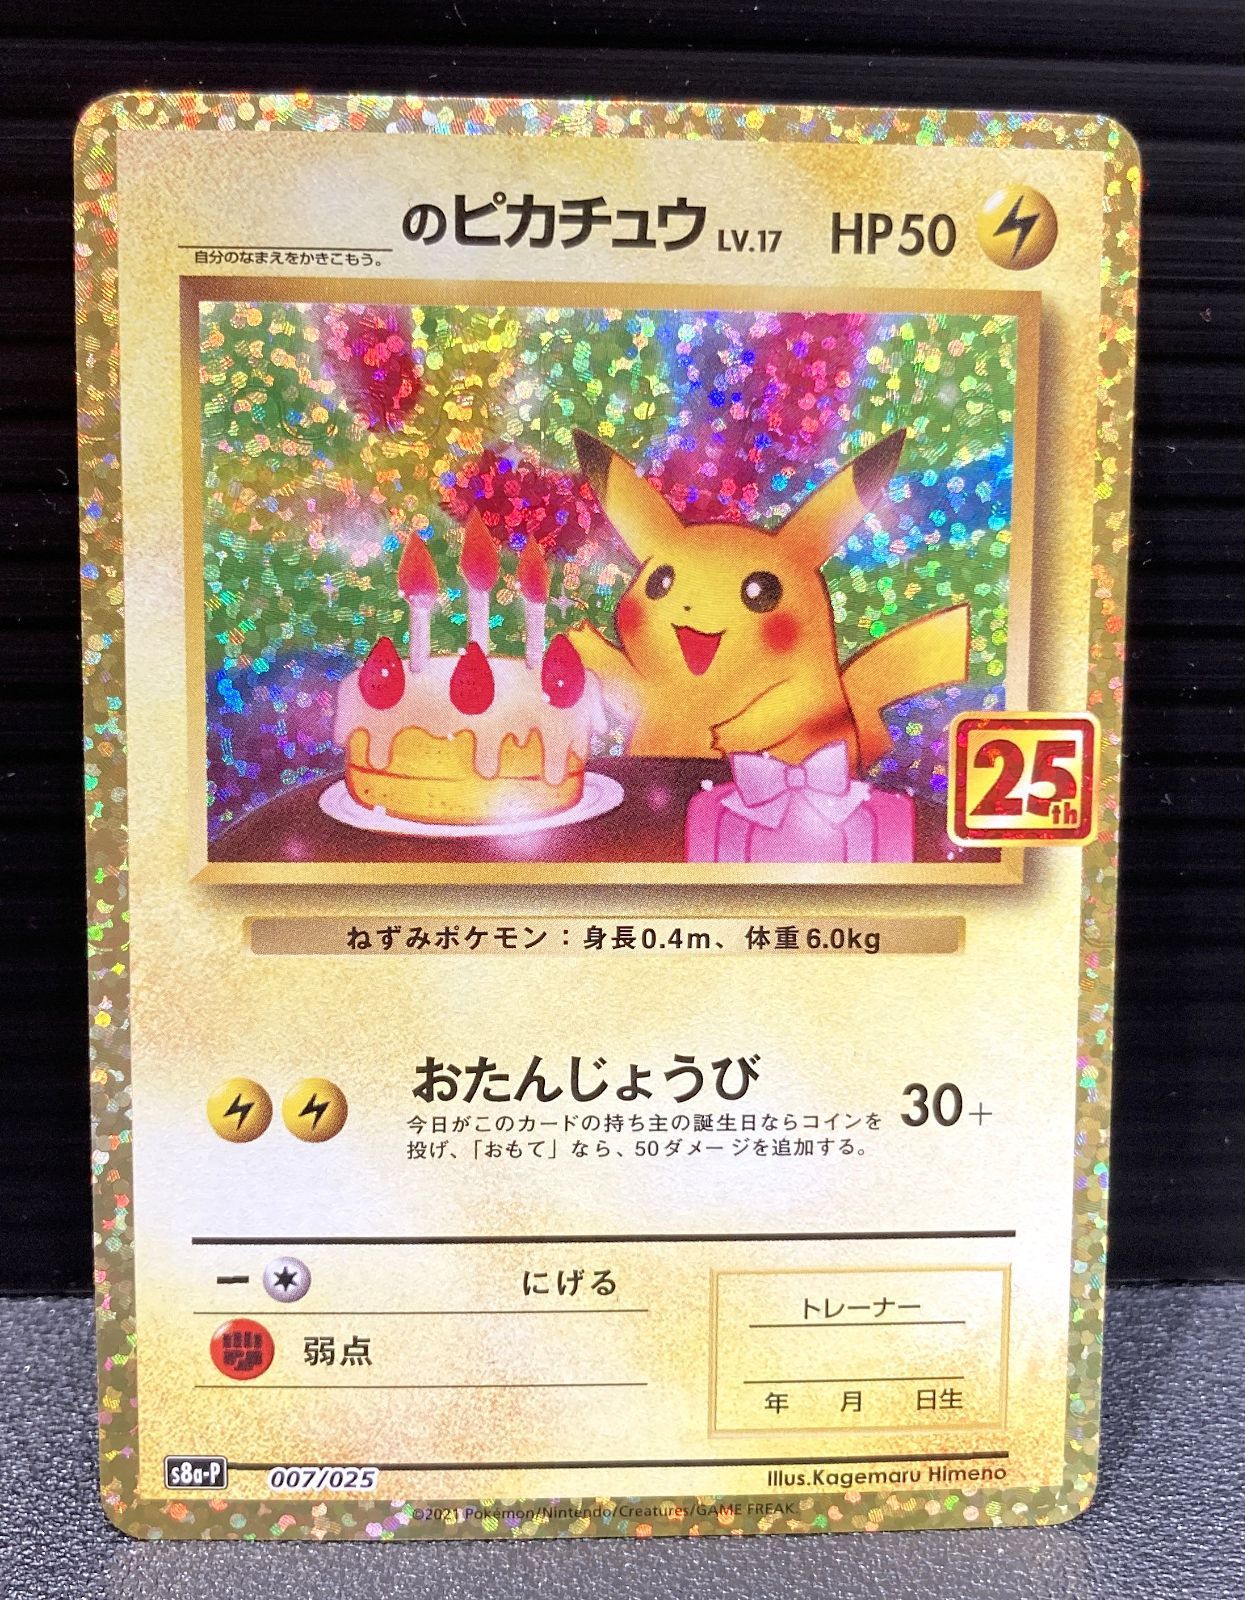 のピカチュウ LV.17 HP50
自分のなまえをかきこもう。
25th
ねずみポケモン：身長0.4m、体重6.0kg
おたんじょうび 30+
今日がこのカードの持ち主の誕生日ならコインを
投げ、「おもて」なら、50ダメージを追加する。
ー にげる
弱点
トレーナー
年 月 日生
s8a-P 007/025 Illus.Kagemaru Himeno
©2021 Pokémon/Nintendo/Creatures/GAME FREAK.